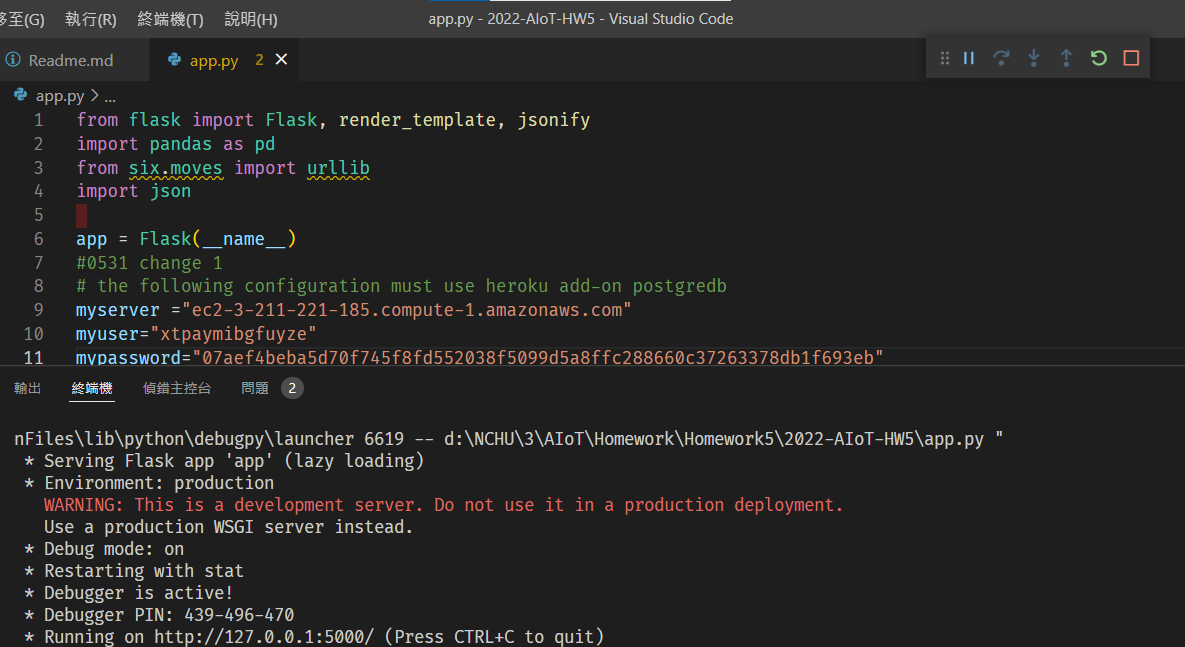 移至(G) 執行(R) 終端機(T) 說明(H) app.py - 2022-AIoT-HW5 - Visual Studio Code
Readme.md app.py 2
app.py > ...
1 from flask import Flask, render_template, jsonify
2 import pandas as pd
3 from six.moves import urllib
4 import json
5
6 app = Flask(__name__)
7 #0531 change 1
8 # the following configuration must use heroku add-on postgredb
9 myserver ="ec2-3-211-221-185.compute-1.amazonaws.com"
10 myuser="xtpaymibgfuyze"
11 mypassword="07aef4beba5d70f745f8fd552038f5099d5a8ffc288660c37263378db1f693eb"
輸出 終端機 偵錯主控台 問題 2
nFiles\lib\python\debugpy\launcher 6619 -- d:\NCHU\3\AIoT\Homework\Homework5\2022-AIoT-HW5\app.py "
* Serving Flask app 'app' (lazy loading)
* Environment: production
WARNING: This is a development server. Do not use it in a production deployment.
Use a production WSGI server instead.
* Debug mode: on
* Restarting with stat
* Debugger is active!
* Debugger PIN: 439-496-470
* Running on http://127.0.0.1:5000/ (Press CTRL+C to quit)